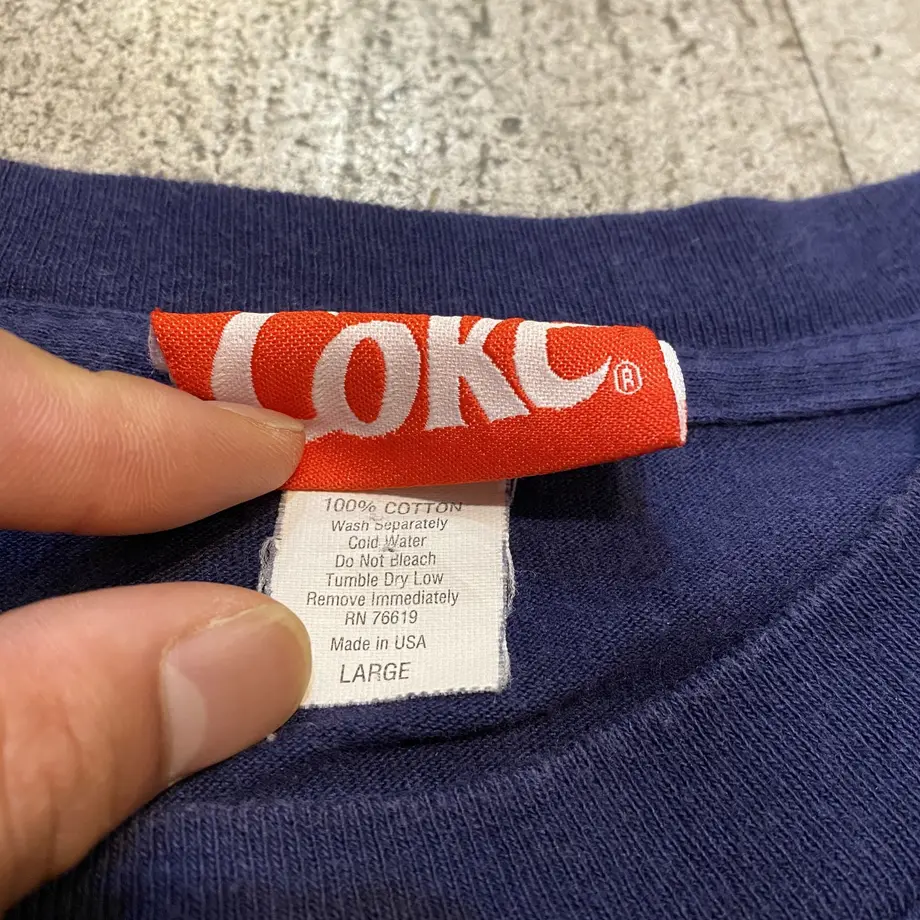 Coke ®
100% COTTON
Wash Separately
Cold Water
Do Not Bleach
Tumble Dry Low
Remove Immediately
RN 76619
Made in USA
LARGE